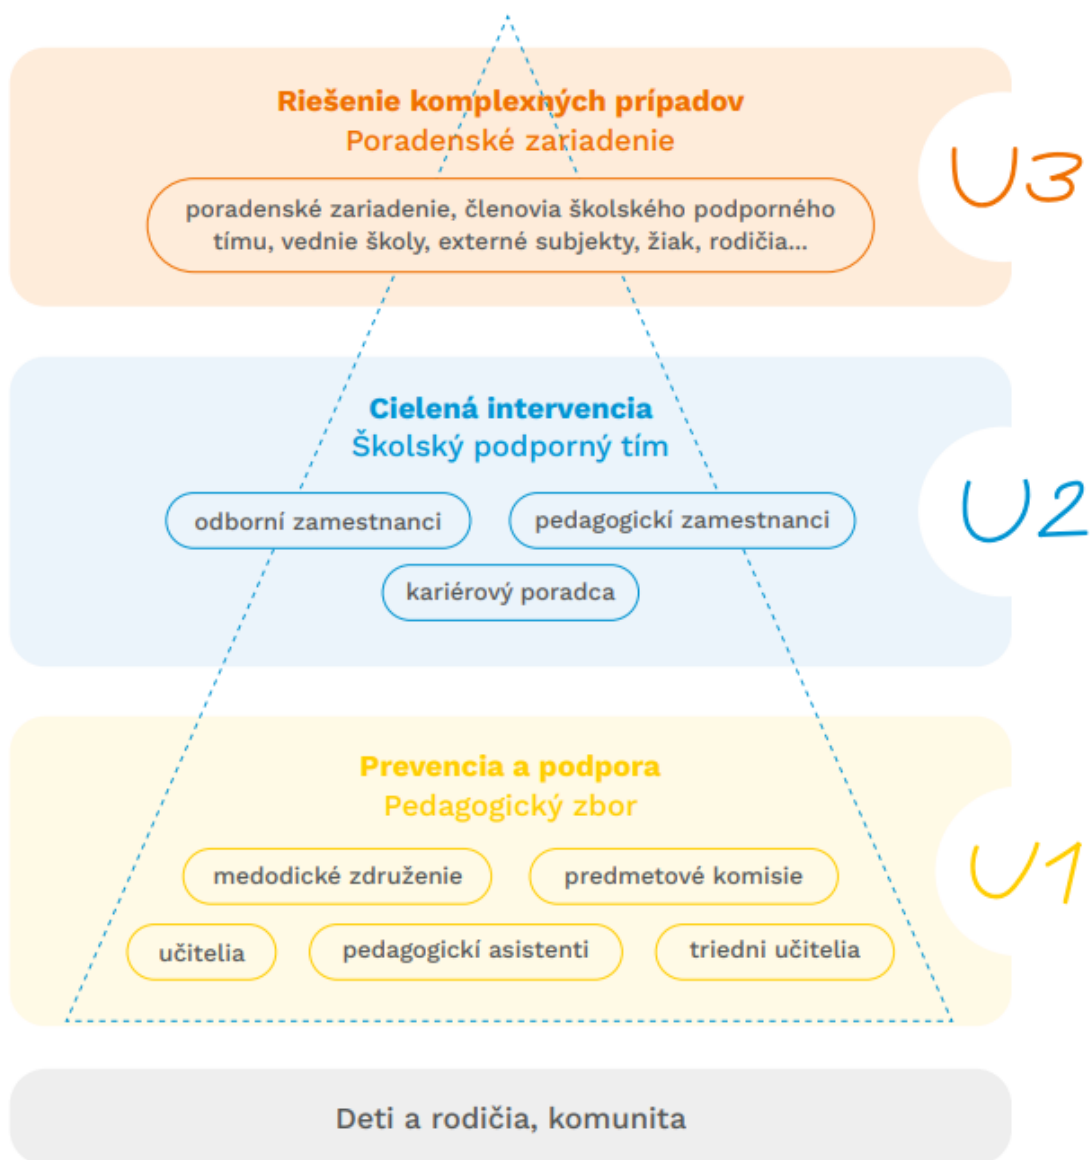 Riešenie komplexných prípadov
Poradenské zariadenie
U3
poradenské zariadenie, členovia školského podporného
tímu, vednie školy, externé subjekty, žiak, rodičia...
Cielená intervencia
Školský podporný tím
U2
odborní zamestnanci
pedagogickí zamestnanci
kariérový poradca
Prevencia a podpora
Pedagogický zbor
U1
medodické združenie
predmetové komisie
učitelia
pedagogickí asistenti
triedni učitelia
Deti a rodičia, komunita